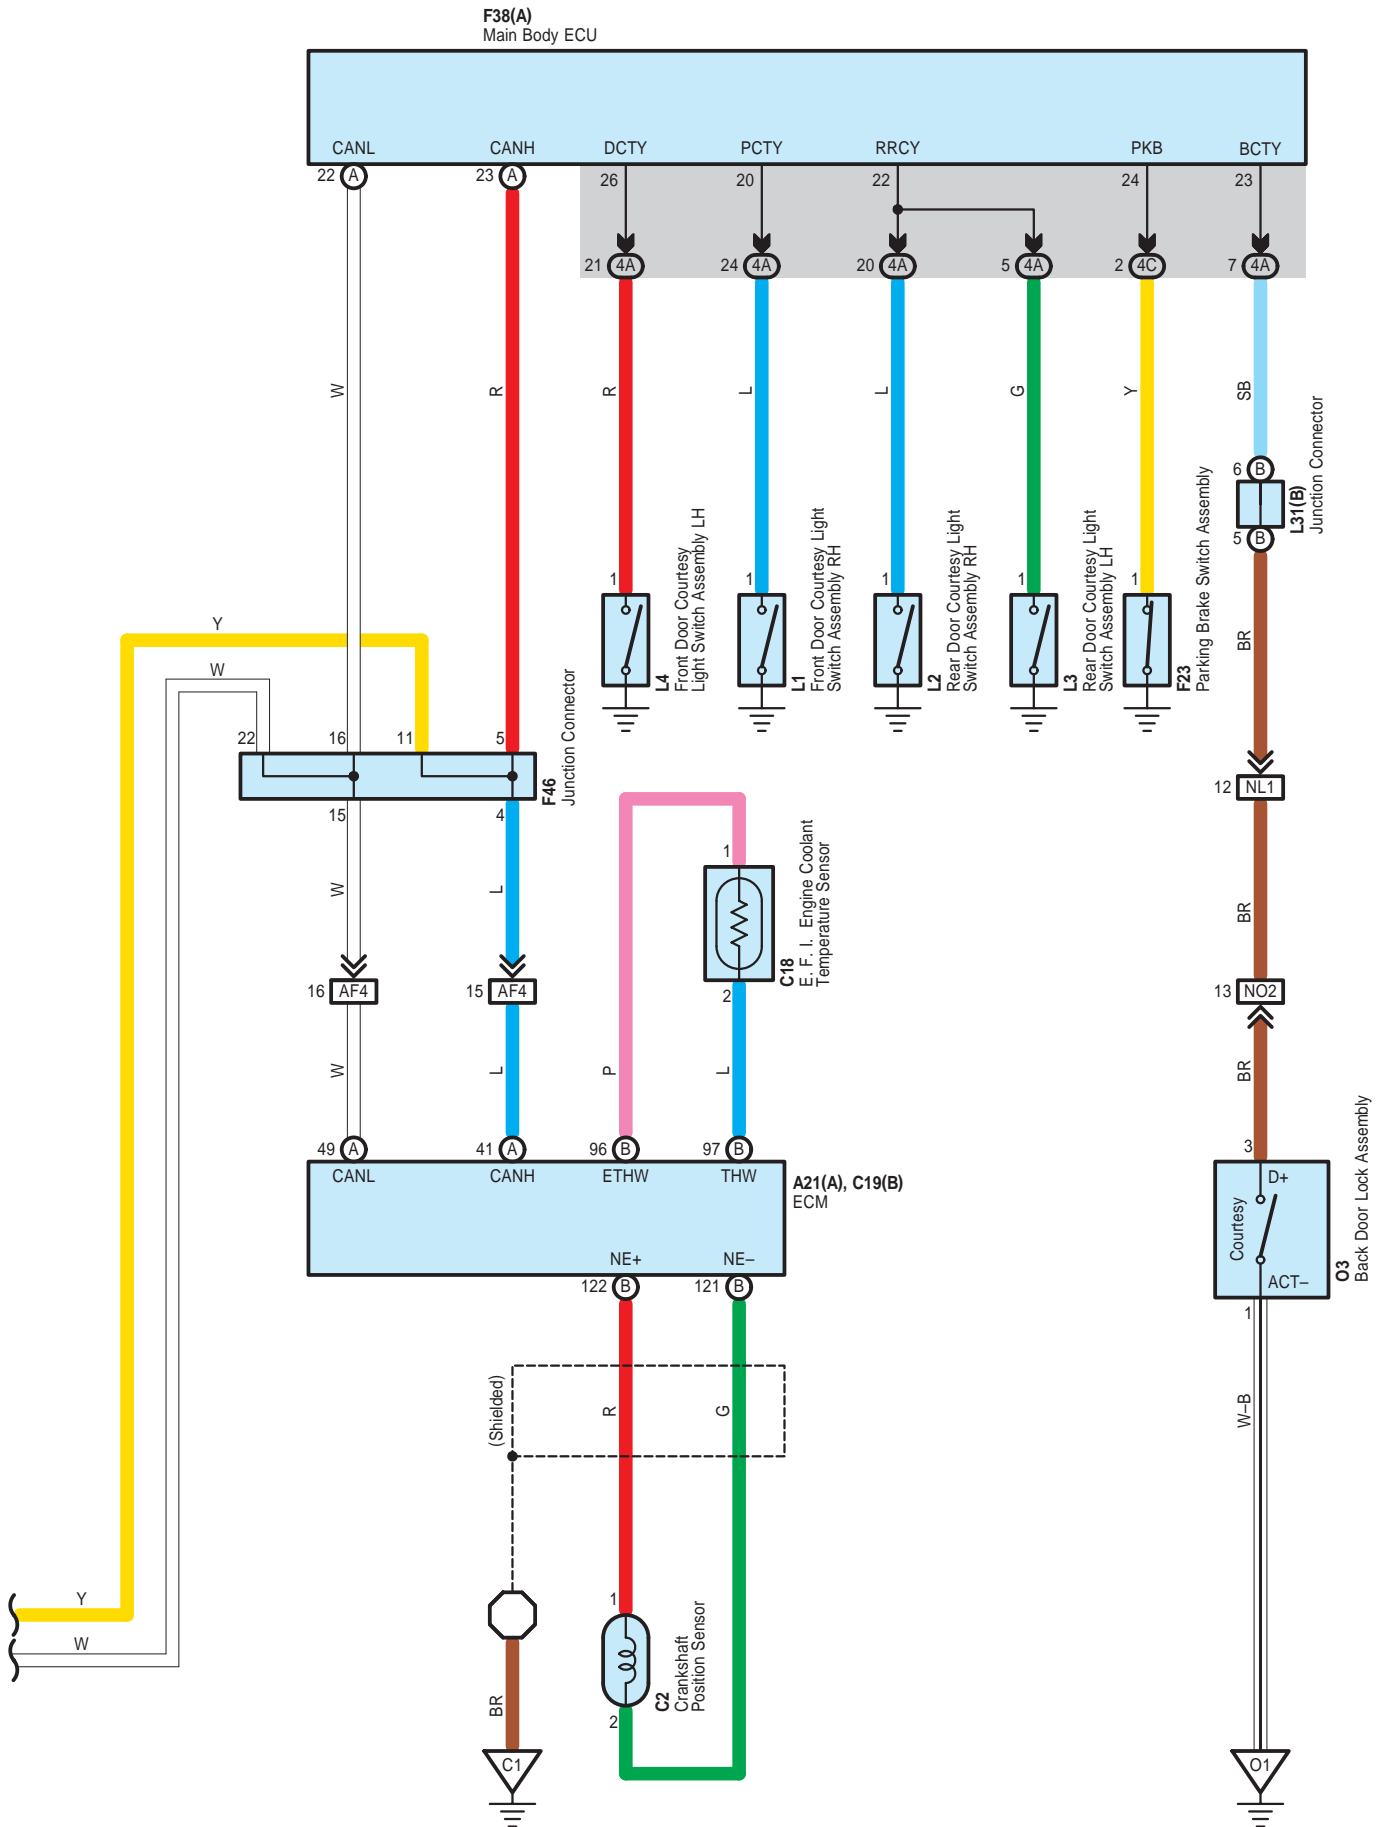 F38(A)
Main Body ECU
CANL CANH DCTY PCTY RRCY PKB BCTY
22 A 23 A 26 20 22 24 23
21 4A 24 4A 20 4A 5 4A 2 4C 7 4A
W R R L L G Y SB
6 B
L31(B)
Junction Connector
5 B
1 1 1 1 1
L4
Front Door Courtesy
Light Switch Assembly LH
L1
Front Door Courtesy Light
Switch Assembly RH
L2
Rear Door Courtesy Light
Switch Assembly RH
L3
Rear Door Courtesy Light
Switch Assembly LH
F23
Parking Brake Switch Assembly
BR
Y
W
22 16 11 5
F46
Junction Connector
15 4
12 NL1
1
C18
E. F. I. Engine Coolant
Temperature Sensor
2
W L BR
16 AF4 15 AF4 13 NO2
W L P L BR
49 A 41 A 96 B 97 B 3
CANL CANH ETHW THW
A21(A), C19(B)
ECM
NE+ NE–
122 B 121 B
D+
Courtesy
ACT–
O3
Back Door Lock Assembly
1
(Shielded)
R G W–B
Y
W
1
C2
Crankshaft
Position Sensor
2
BR
C1 O1